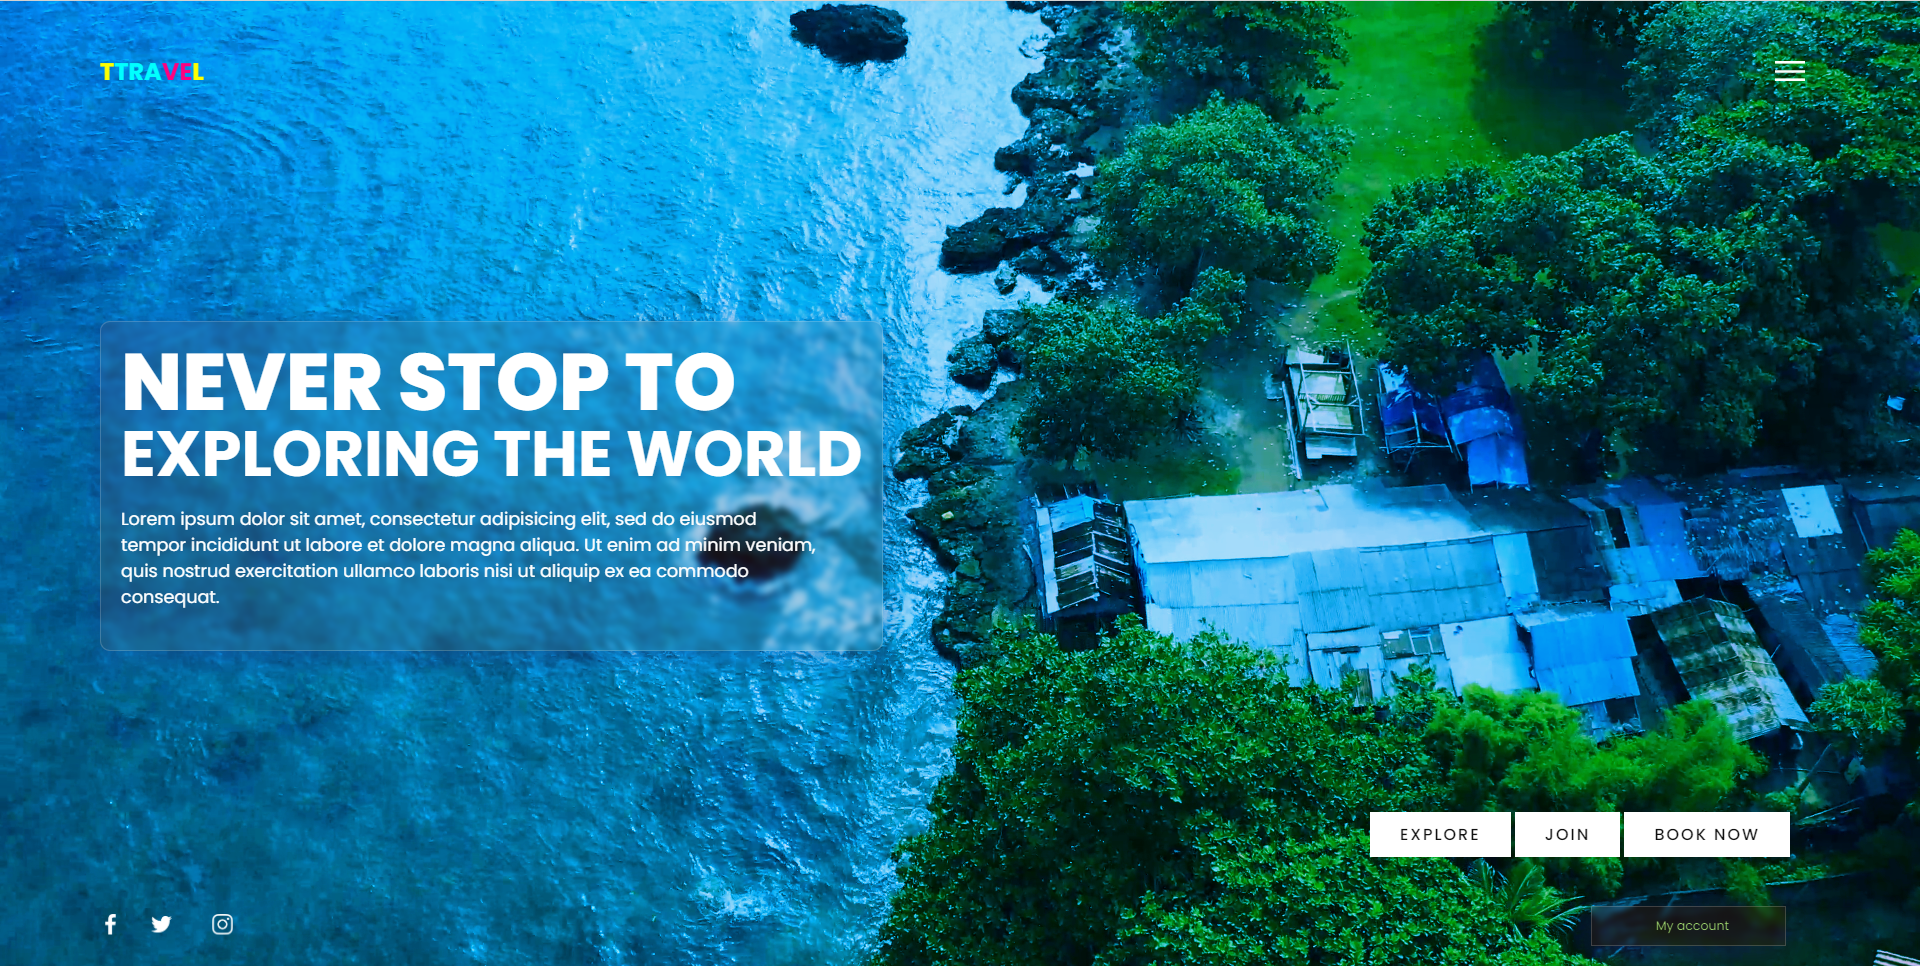 TTRAVEL
NEVER STOP TO
EXPLORING THE WORLD
Lorem ipsum dolor sit amet, consectetur adipisicing elit, sed do eiusmod
tempor incididunt ut labore et dolore magna aliqua. Ut enim ad minim veniam,
quis nostrud exercitation ullamco laboris nisi ut aliquip ex ea commodo
consequat.
EXPLORE JOIN BOOK NOW
My account